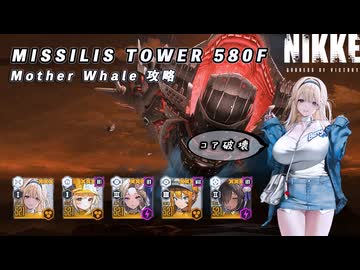 MISSILIS TOWER 580F
Mother Whale 攻略
NIKKE
GODDESS OF VICTORY
コア破壊